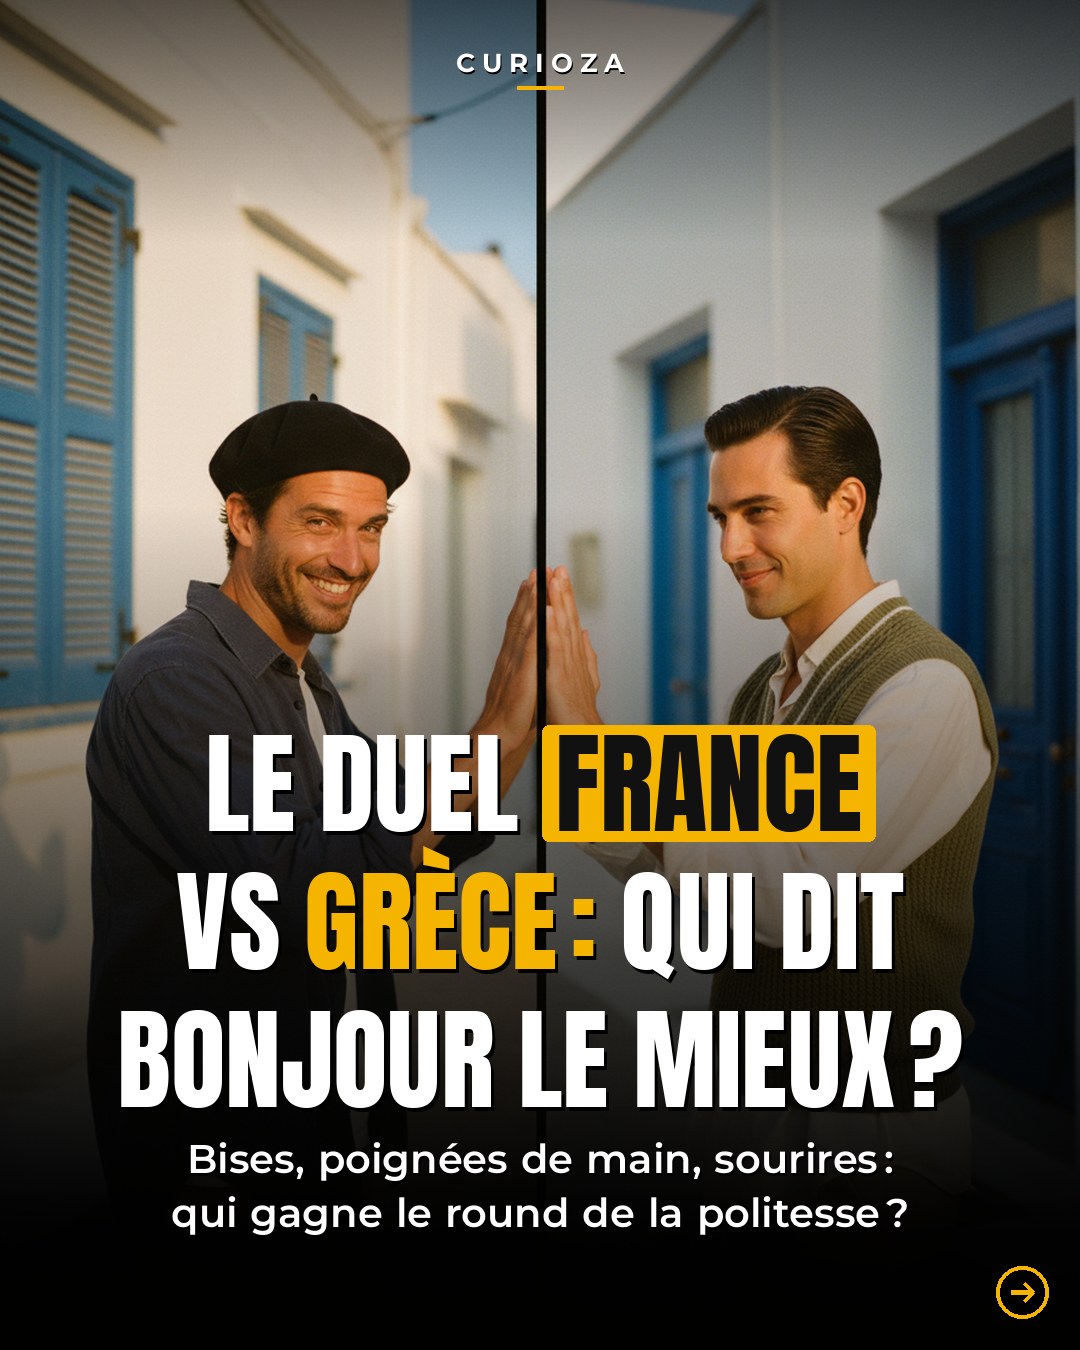 CURIOZA
LE DUEL FRANCE
VS GRÈCE : QUI DIT
BONJOUR LE MIEUX ?
Bises, poignées de main, sourires :
qui gagne le round de la politesse ?